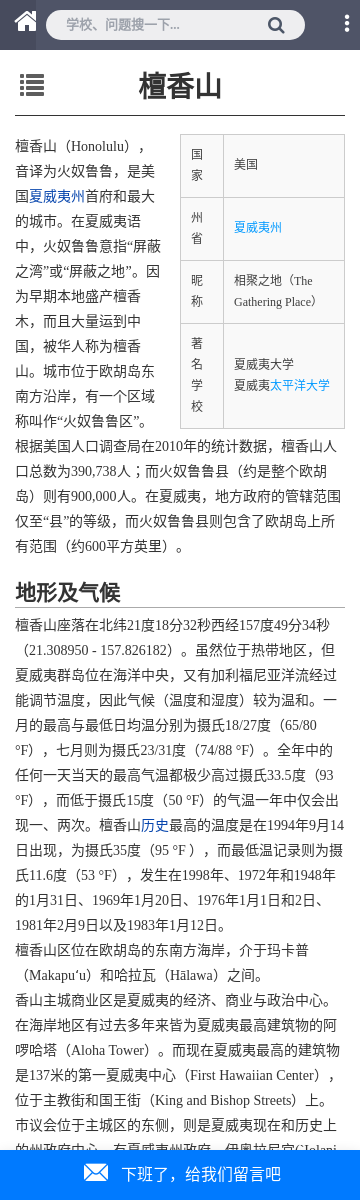 学校、问题搜一下...
檀香山
檀香山（Honolulu），
音译为火奴鲁鲁，是美
国夏威夷州首府和最大
的城市。在夏威夷语
中，火奴鲁鲁意指“屏蔽
之湾”或“屏蔽之地”。因
为早期本地盛产檀香
木，而且大量运到中
国，被华人称为檀香
山。城市位于欧胡岛东
南方沿岸，有一个区域
称叫作“火奴鲁鲁区”。
国家 美国
州省 夏威夷州
昵称 相聚之地（The Gathering Place）
著名学校 夏威夷大学
夏威夷太平洋大学
根据美国人口调查局在2010年的统计数据，檀香山人
口总数为390,738人；而火奴鲁鲁县（约是整个欧胡
岛）则有900,000人。在夏威夷，地方政府的管辖范围
仅至“县”的等级，而火奴鲁鲁县则包含了欧胡岛上所
有范围（约600平方英里）。
地形及气候
檀香山座落在北纬21度18分32秒西经157度49分34秒
（21.308950 - 157.826182）。虽然位于热带地区，但
夏威夷群岛位在海洋中央，又有加利福尼亚洋流经过
能调节温度，因此气候（温度和湿度）较为温和。一
月的最高与最低日均温分别为摄氏18/27度（65/80
°F），七月则为摄氏23/31度（74/88 °F）。全年中的
任何一天当天的最高气温都极少高过摄氏33.5度（93
°F），而低于摄氏15度（50 °F）的气温一年中仅会出
现一、两次。檀香山历史最高的温度是在1994年9月14
日出现，为摄氏35度（95 °F ），而最低温记录则为摄
氏11.6度（53 °F），发生在1998年、1972年和1948年
的1月31日、1969年1月20日、1976年1月1日和2日、
1981年2月9日以及1983年1月12日。
檀香山区位在欧胡岛的东南方海岸，介于玛卡普
（Makapuʻu）和哈拉瓦（Hālawa）之间。
香山主城商业区是夏威夷的经济、商业与政治中心。
在海岸地区有过去多年来皆为夏威夷最高建筑物的阿
啰哈塔（Aloha Tower）。而现在夏威夷最高的建筑物
是137米的第一夏威夷中心（First Hawaiian Center），
位于主教街和国王街（King and Bishop Streets）上。
市议会位于主城区的东侧，则是夏威夷现在和历史上
下班了，给我们留言吧